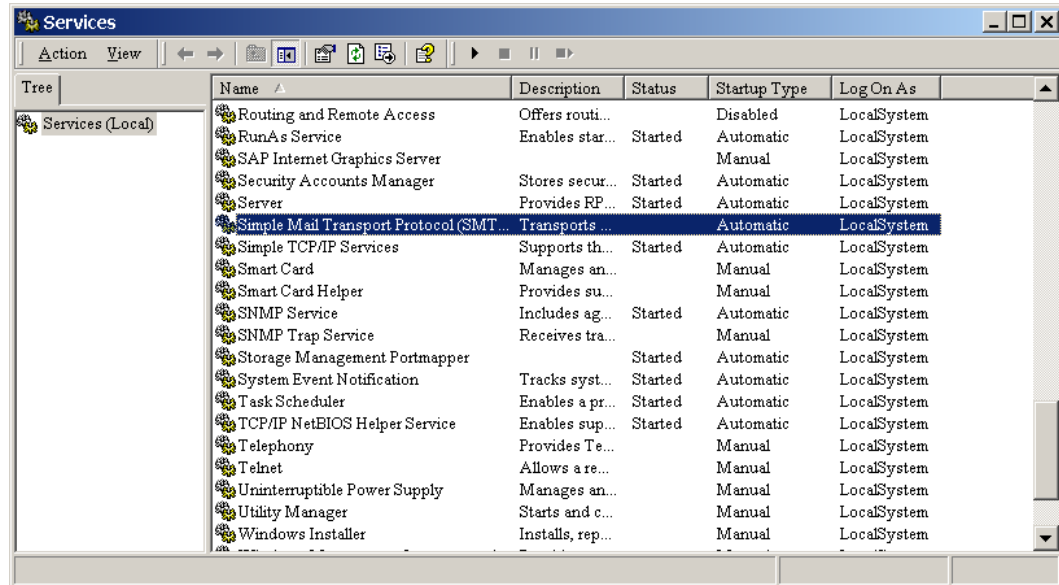 Services
Action View
Tree
Name Description Status Startup Type Log On As
Services (Local)
Routing and Remote Access Offers routi... Disabled LocalSystem
RunAs Service Enables star... Started Automatic LocalSystem
SAP Internet Graphics Server Manual LocalSystem
Security Accounts Manager Stores secur... Started Automatic LocalSystem
Server Provides RP... Started Automatic LocalSystem
Simple Mail Transport Protocol (SMT... Transports ... Automatic LocalSystem
Simple TCP/IP Services Supports th... Started Automatic LocalSystem
Smart Card Manages an... Manual LocalSystem
Smart Card Helper Provides su... Manual LocalSystem
SNMP Service Includes ag... Started Automatic LocalSystem
SNMP Trap Service Receives tra... Manual LocalSystem
Storage Management Portmapper Started Automatic LocalSystem
System Event Notification Tracks syst... Started Automatic LocalSystem
Task Scheduler Enables a pr... Started Automatic LocalSystem
TCP/IP NetBIOS Helper Service Enables sup... Started Automatic LocalSystem
Telephony Provides Te... Manual LocalSystem
Telnet Allows a re... Manual LocalSystem
Uninterruptible Power Supply Manages an... Manual LocalSystem
Utility Manager Starts and c... Manual LocalSystem
Windows Installer Installs, rep... Manual LocalSystem